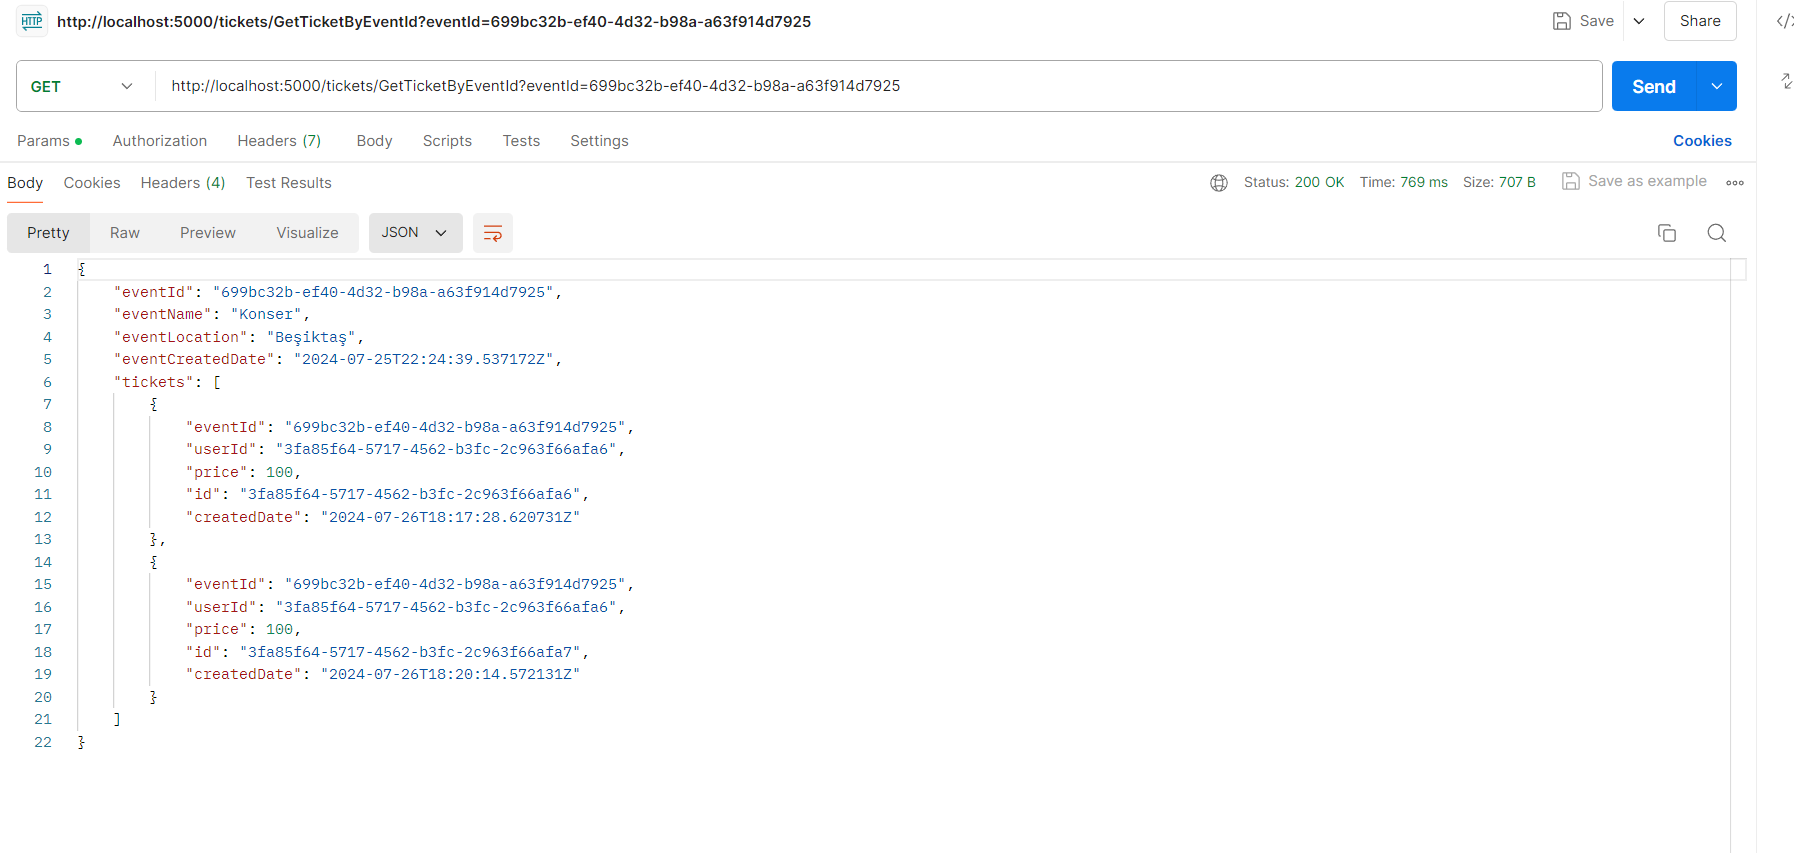 HTTP http://localhost:5000/tickets/GetTicketByEventId?eventId=699bc32b-ef40-4d32-b98a-a63f914d7925 Save Share
GET http://localhost:5000/tickets/GetTicketByEventId?eventId=699bc32b-ef40-4d32-b98a-a63f914d7925 Send
Params Authorization Headers (7) Body Scripts Tests Settings Cookies
Body Cookies Headers (4) Test Results Status: 200 OK Time: 769 ms Size: 707 B Save as example
Pretty Raw Preview Visualize JSON
1 {
2 "eventId": "699bc32b-ef40-4d32-b98a-a63f914d7925",
3 "eventName": "Konser",
4 "eventLocation": "Beşiktaş",
5 "eventCreatedDate": "2024-07-25T22:24:39.537172Z",
6 "tickets": [
7 {
8 "eventId": "699bc32b-ef40-4d32-b98a-a63f914d7925",
9 "userId": "3fa85f64-5717-4562-b3fc-2c963f66afa6",
10 "price": 100,
11 "id": "3fa85f64-5717-4562-b3fc-2c963f66afa6",
12 "createdDate": "2024-07-26T18:17:28.620731Z"
13 },
14 {
15 "eventId": "699bc32b-ef40-4d32-b98a-a63f914d7925",
16 "userId": "3fa85f64-5717-4562-b3fc-2c963f66afa6",
17 "price": 100,
18 "id": "3fa85f64-5717-4562-b3fc-2c963f66afa7",
19 "createdDate": "2024-07-26T18:20:14.572131Z"
20 }
21 ]
22 }